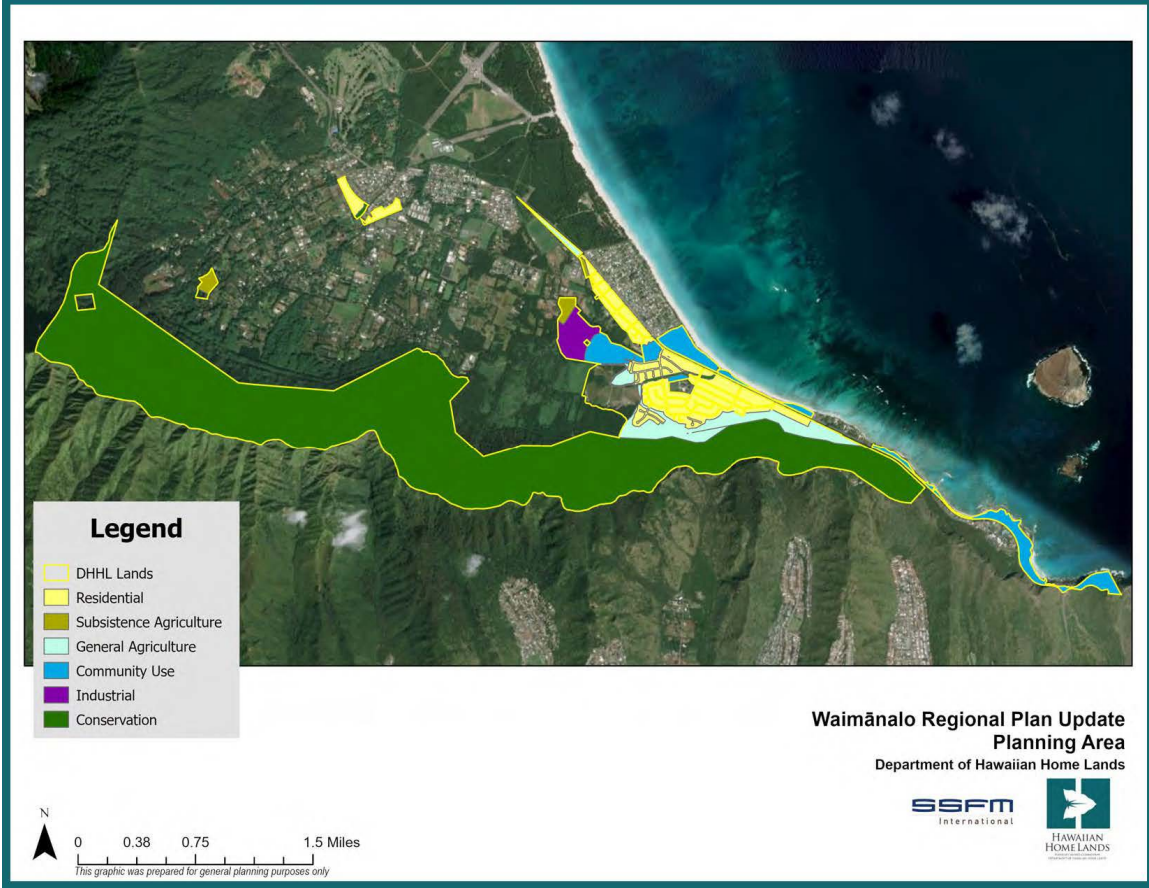 Legend
DHHL Lands
Residential
Subsistence Agriculture
General Agriculture
Community Use
Industrial
Conservation
Waimānalo Regional Plan Update
Planning Area
Department of Hawaiian Home Lands
SSFM
International
HAWAIIAN
HOME LANDS
N
0 0.38 0.75 1.5 Miles
This graphic was prepared for general planning purposes only